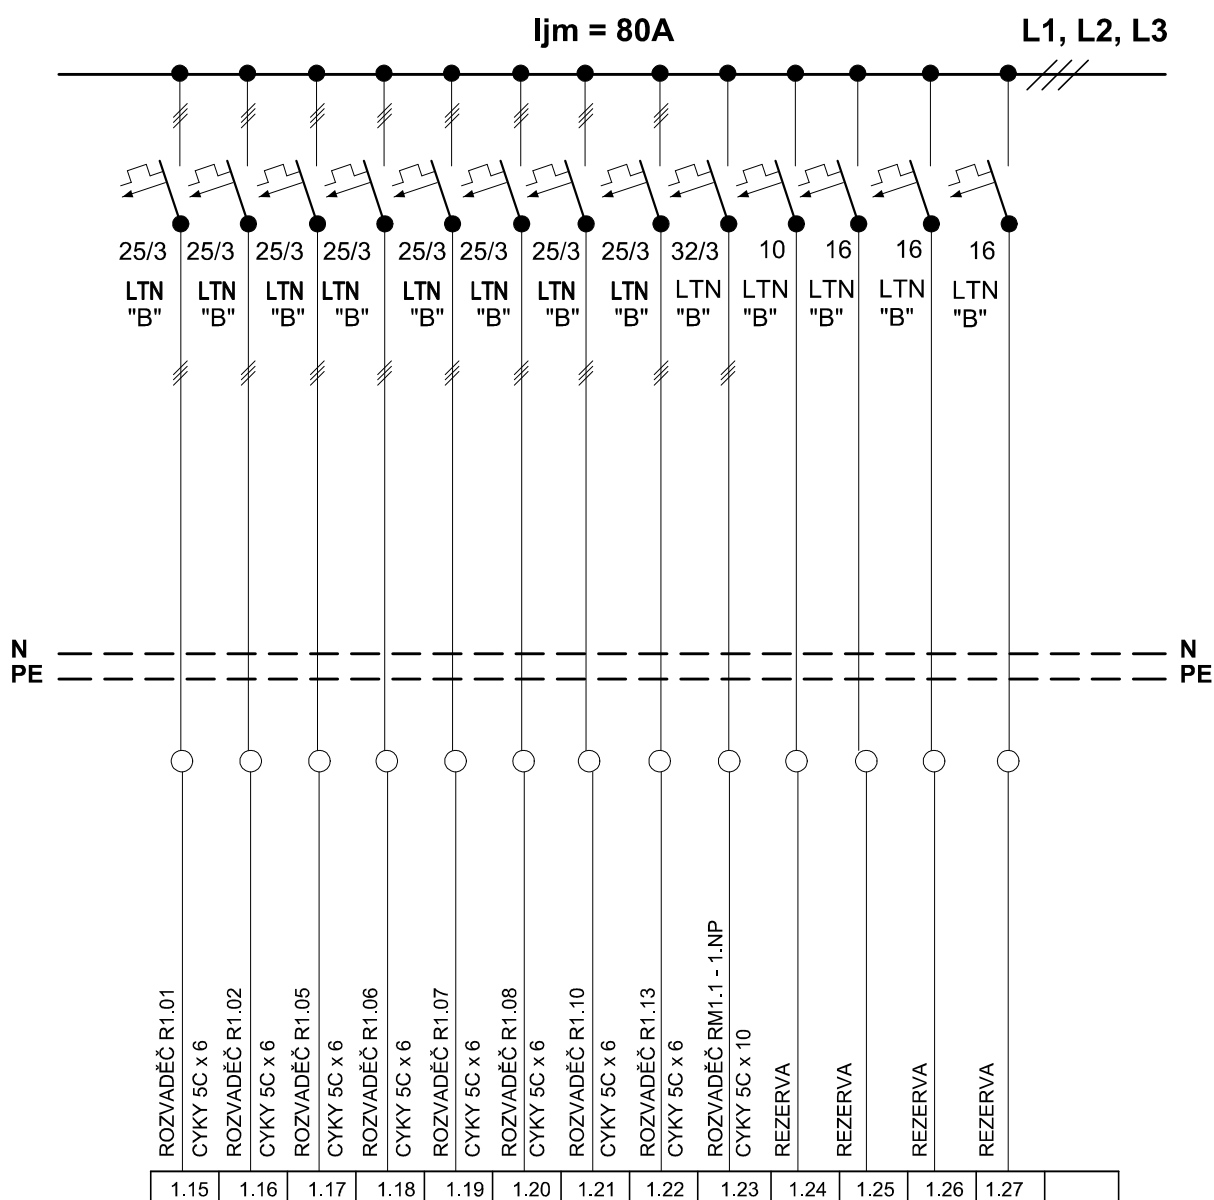 Ijm = 80A
L1, L2, L3
25/3 25/3 25/3 25/3 25/3 25/3 25/3 25/3 32/3 10 16 16 16
LTN LTN LTN LTN LTN LTN LTN LTN LTN LTN LTN LTN LTN
"B" "B" "B" "B" "B" "B" "B" "B" "B" "B" "B" "B" "B"
N N
PE PE
ROZVADĚČ R1.01
CYKY 5C x 6
ROZVADĚČ R1.02
CYKY 5C x 6
ROZVADĚČ R1.05
CYKY 5C x 6
ROZVADĚČ R1.06
CYKY 5C x 6
ROZVADĚČ R1.07
CYKY 5C x 6
ROZVADĚČ R1.08
CYKY 5C x 6
ROZVADĚČ R1.10
CYKY 5C x 6
ROZVADĚČ R1.13
CYKY 5C x 6
ROZVADĚČ RM1.1 - 1.NP
CYKY 5C x 10
REZERVA
REZERVA
REZERVA
REZERVA
1.15 1.16 1.17 1.18 1.19 1.20 1.21 1.22 1.23 1.24 1.25 1.26 1.27